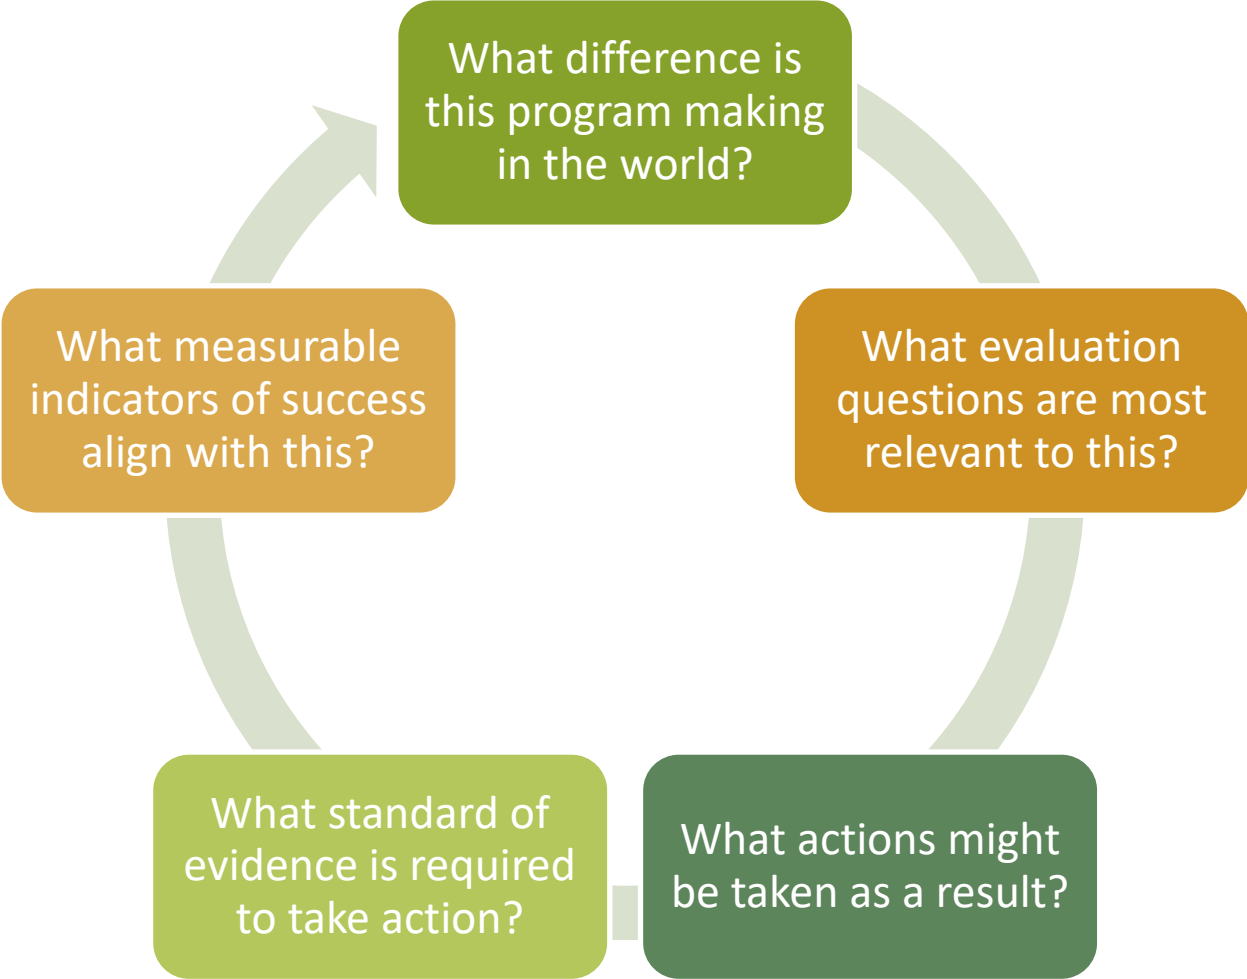 What difference is
this program making
in the world?
What evaluation
questions are most
relevant to this?
What actions might
be taken as a result?
What standard of
evidence is required
to take action?
What measurable
indicators of success
align with this?